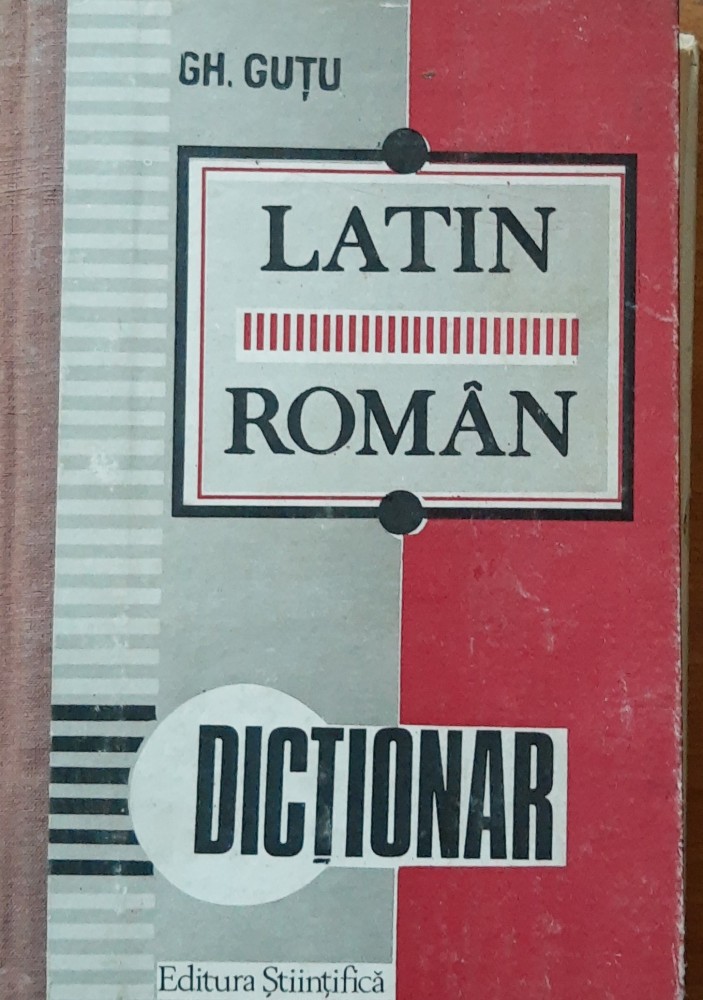 GH. GUȚU
LATIN
ROMÂN
DICȚIONAR
Editura Științifică